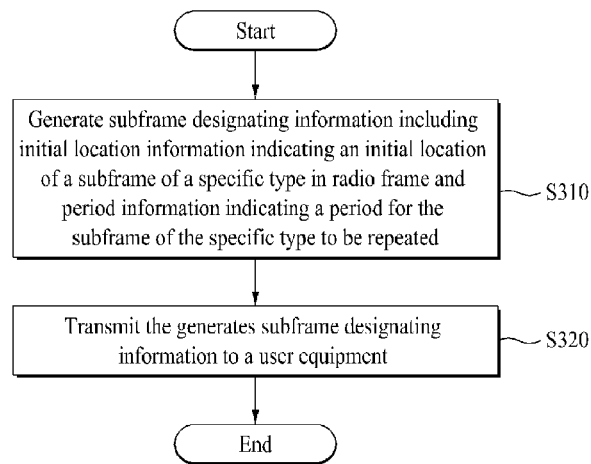 Start
Generate subframe designating information including
initial location information indicating an initial location
of a subframe of a specific type in radio frame and
period information indicating a period for the
subframe of the specific type to be repeated
S310
Transmit the generates subframe designating
information to a user equipment
S320
End